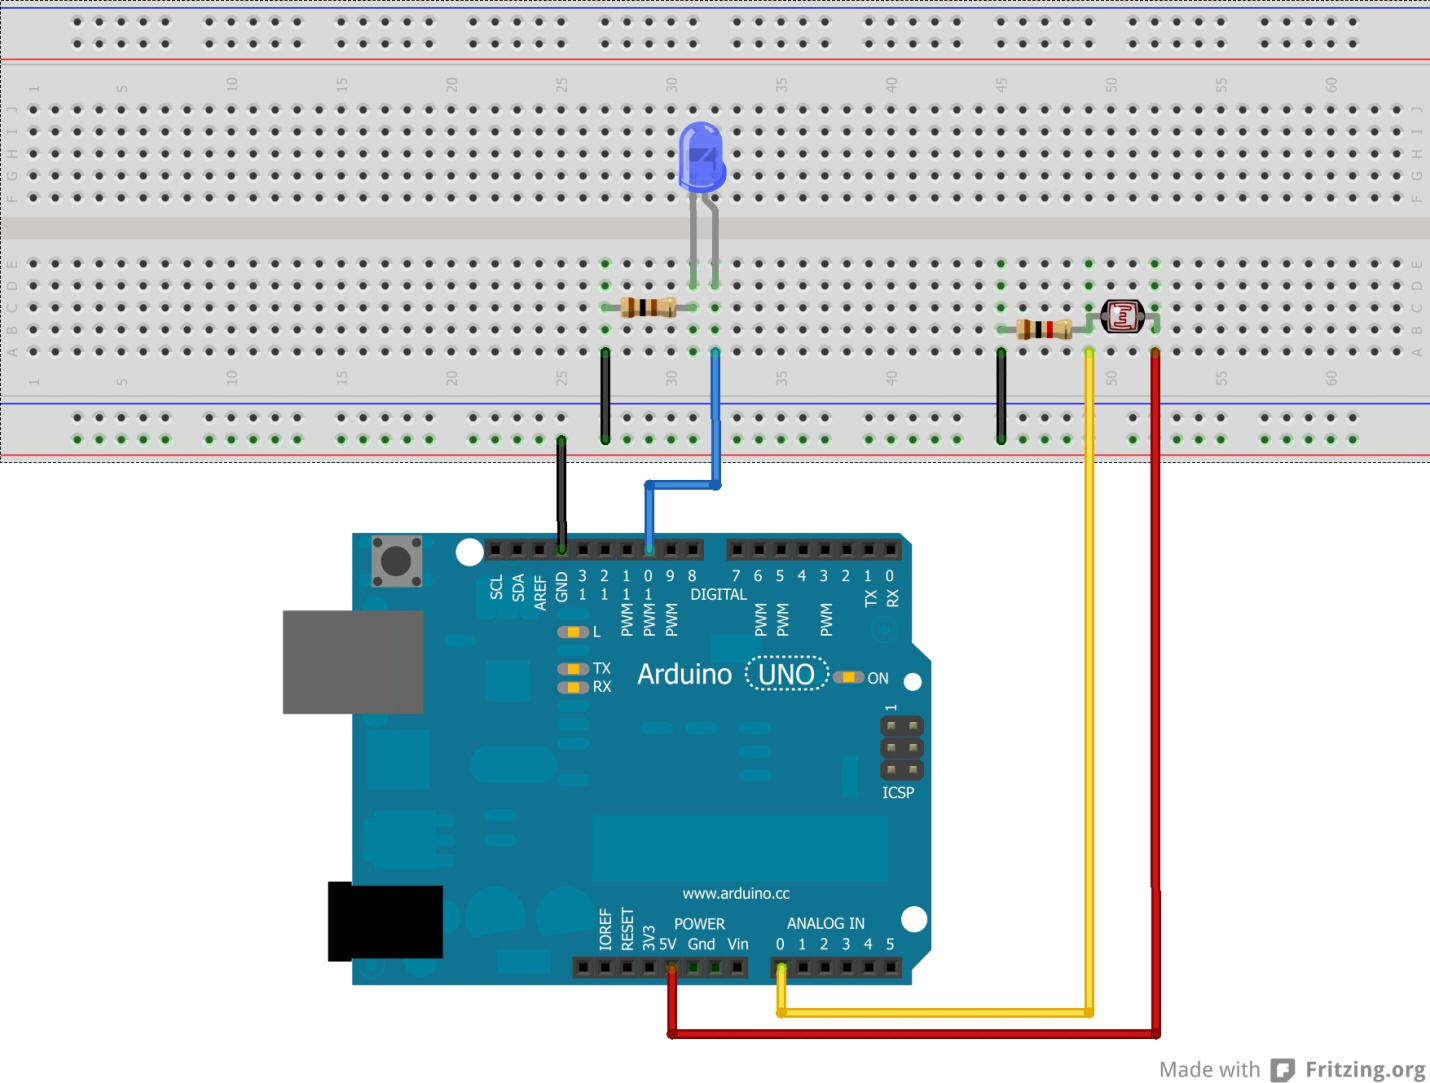 1 5 10 15 20 25 30 35 40 45 50 55 60
J J
I I
H H
G G
F F
E E
D D
C C
B B
A A
1 5 10 15 20 25 30 35 40 45 50 55 60
SCL SDA AREF GND 13 12 11 10 9 8 7 6 5 4 3 2 1 0
PWM PWM PWM DIGITAL PWM PWM PWM TX RX
L
TX
RX
Arduino UNO ON
1
ICSP
www.arduino.cc
POWER ANALOG IN
IOREF RESET 3V3 5V Gnd Vin 0 1 2 3 4 5
Made with Fritzing.org